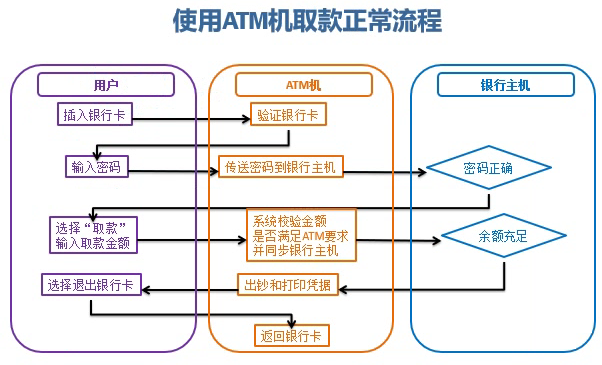 使用ATM机取款正常流程
用户
ATM机
银行主机
插入银行卡
验证银行卡
输入密码
传送密码到银行主机
密码正确
选择“取款”
输入取款金额
系统校验金额
是否满足ATM要求
并同步银行主机
余额充足
选择退出银行卡
出钞和打印凭据
返回银行卡